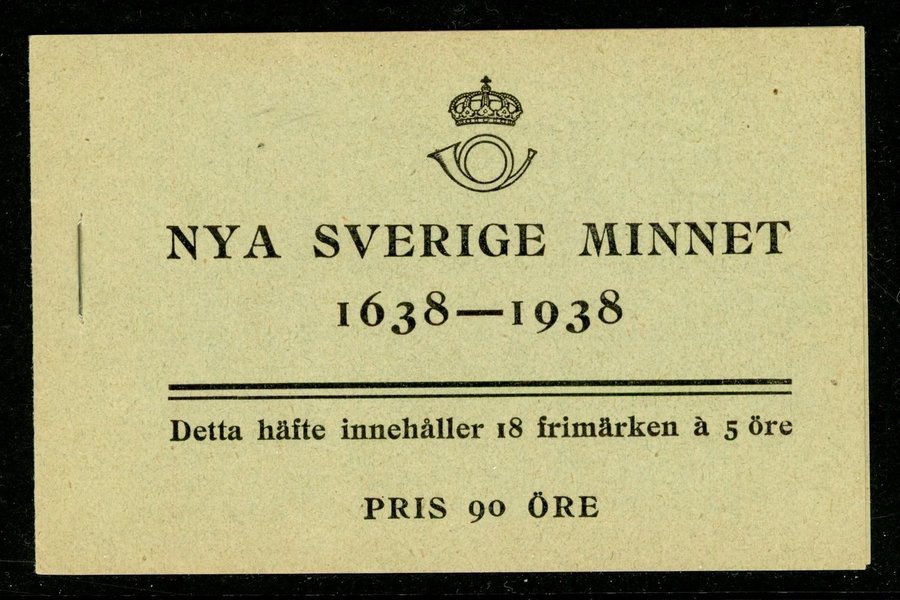 NYA SVERIGE MINNET
1638—1938
Detta häfte innehåller 18 frimärken à 5 öre
PRIS 90 ÖRE